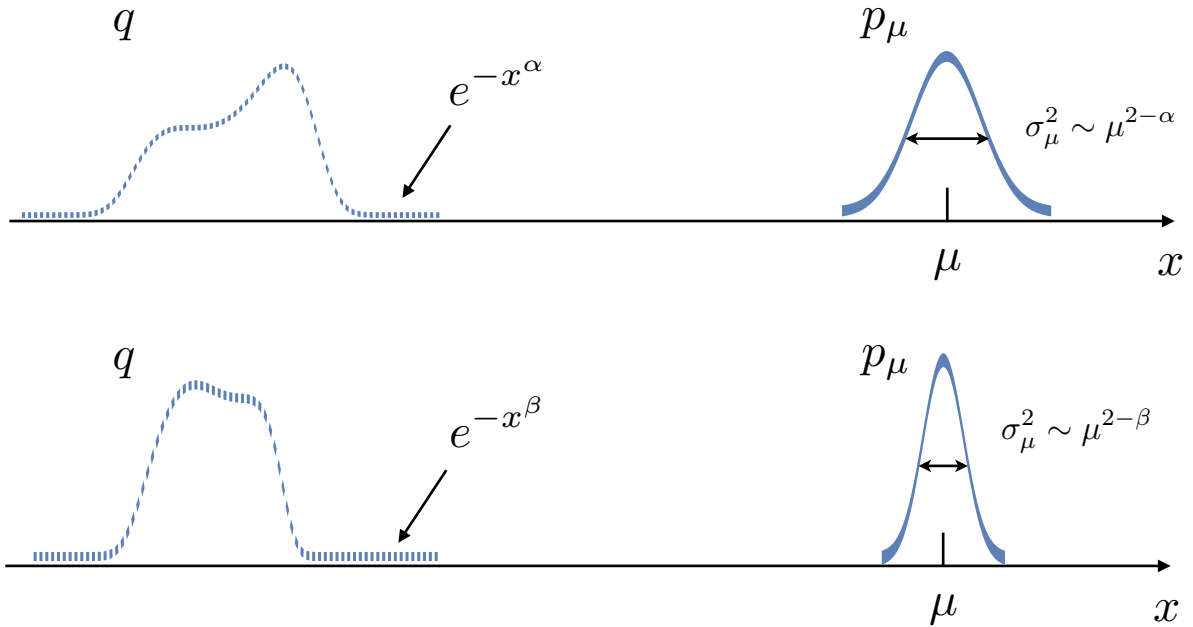 q
p_μ
e^{-x^α}
σ_μ^2 ∼ μ^{2-α}
μ
x
q
p_μ
e^{-x^β}
σ_μ^2 ∼ μ^{2-β}
μ
x